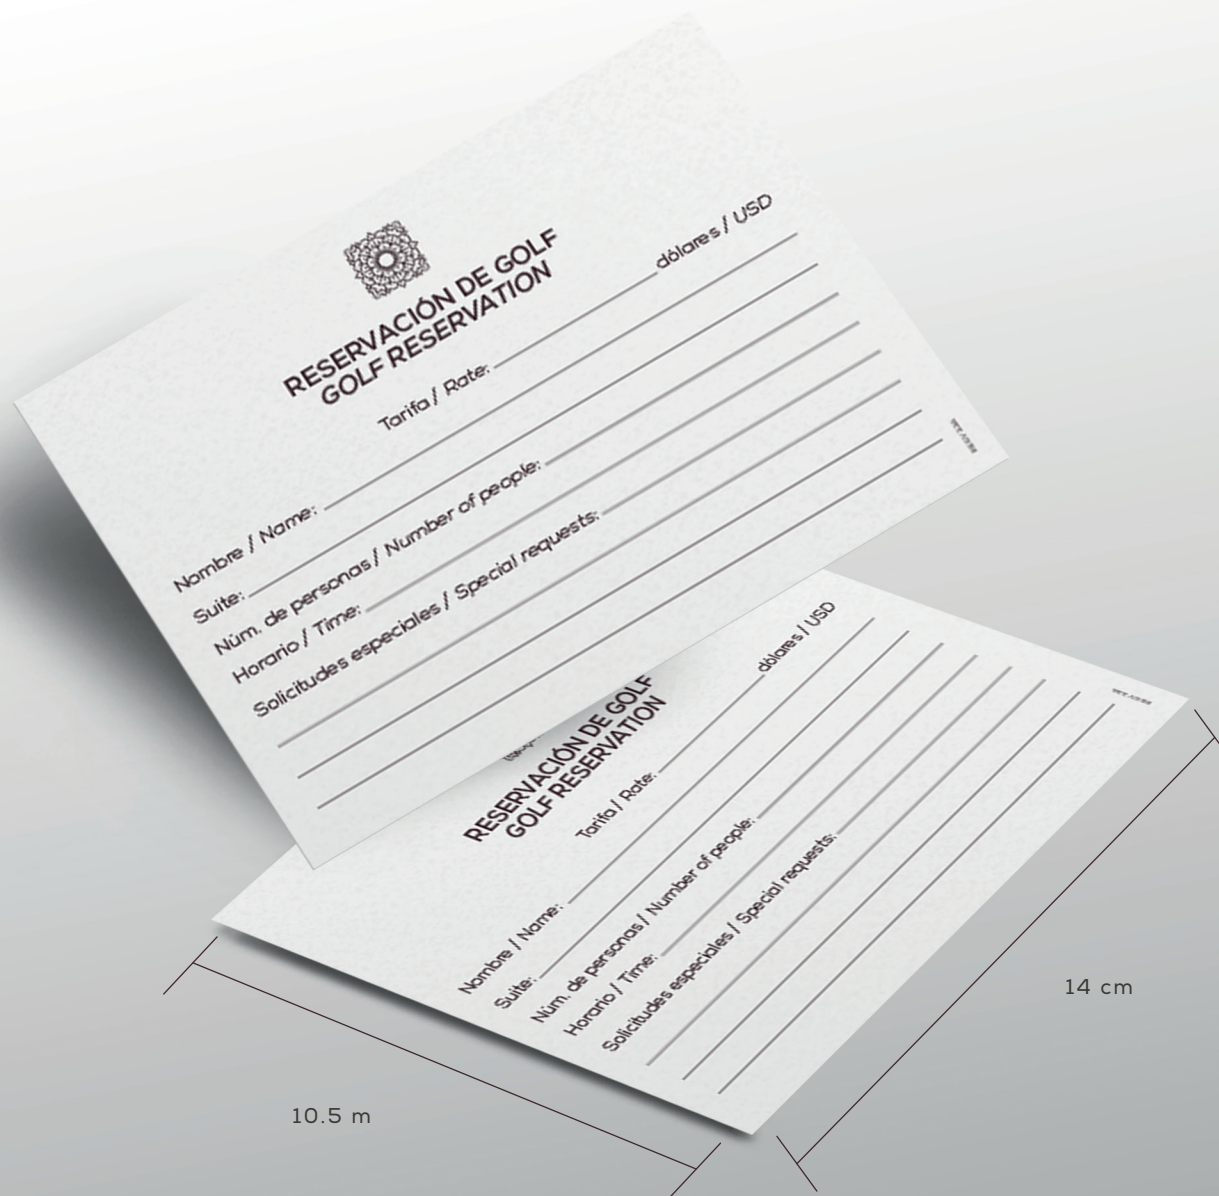 RESERVACIÓN DE GOLF
GOLF RESERVATION
Tarifa / Rate: dólares / USD
Nombre / Name:
Suite:
Núm. de personas / Number of people:
Horario / Time:
Solicitudes especiales / Special requests:
RESERVACIÓN DE GOLF
GOLF RESERVATION
Tarifa / Rate: dólares / USD
Nombre / Name:
Suite:
Núm. de personas / Number of people:
Horario / Time:
Solicitudes especiales / Special requests:
10.5 m
14 cm